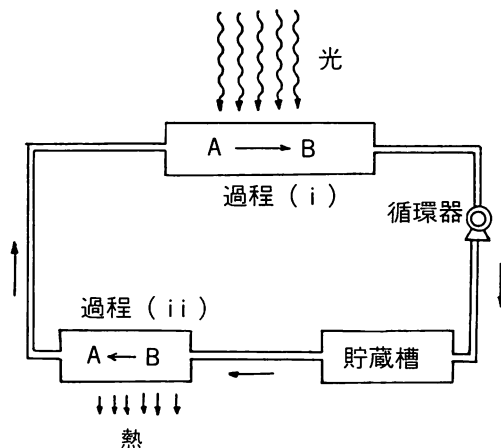 光
A → B
過程(i)
循環器
過程(ii)
A ← B
貯蔵槽
熱